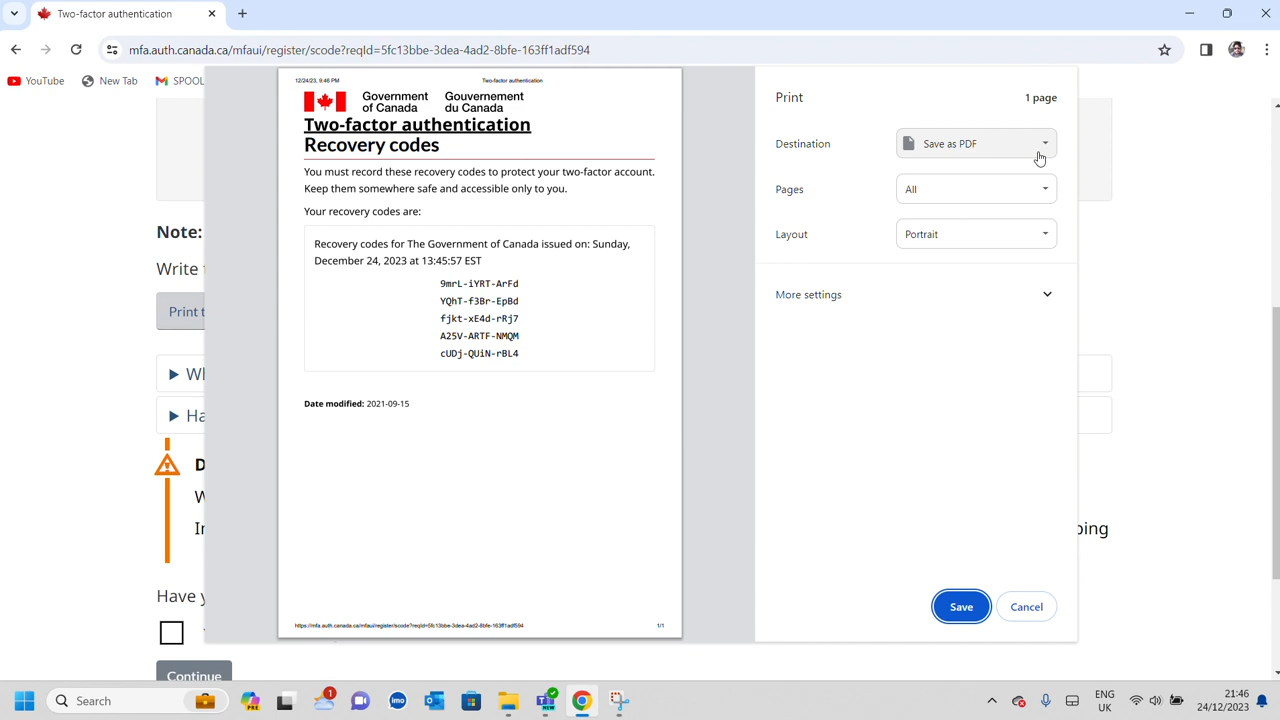 Two-factor authentication
mfa.auth.canada.ca/mfaui/register/scode?reqId=5fc13bbe-3dea-4ad2-8bfe-163ff1adf594
YouTube
New Tab
SPOOL
12/24/23, 9:46 PM
Two-factor authentication
Government of Canada
Gouvernement du Canada
Two-factor authentication
Recovery codes
You must record these recovery codes to protect your two-factor account.
Keep them somewhere safe and accessible only to you.
Your recovery codes are:
Recovery codes for The Government of Canada issued on: Sunday,
December 24, 2023 at 13:45:57 EST
9mrL-iYRT-ArFd
YQhT-f3Br-EpBd
fjkt-xE4d-rRj7
A25V-ARTF-NMQM
cUDj-QUiN-rBL4
Date modified: 2021-09-15
https://mfa.auth.canada.ca/mfaui/register/scode?reqId=5fc13bbe-3dea-4ad2-8bfe-163ff1adf594
1/1
Print
1 page
Destination
Save as PDF
Pages
All
Layout
Portrait
More settings
Save
Cancel
Note:
Write
Print t
Wh
Ha
D
W
ping
Have y
Continue
Search
imo
1
ENG
UK
21:46
24/12/2023